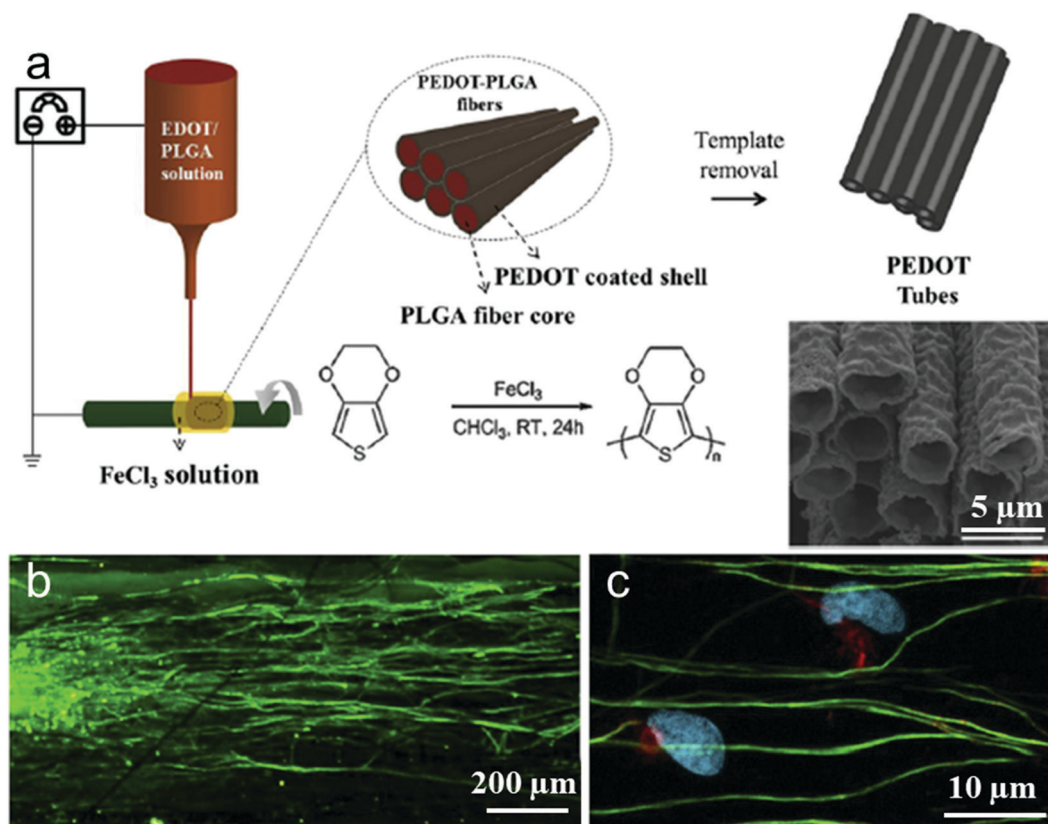 a
EDOT/
PLGA
solution
FeCl₃ solution
PEDOT-PLGA
fibers
PEDOT coated shell
PLGA fiber core
Template
removal
PEDOT
Tubes
O
O
S
FeCl₃
CHCl₃, RT, 24h
O
O
S
n
5 µm
b
200 µm
c
10 µm